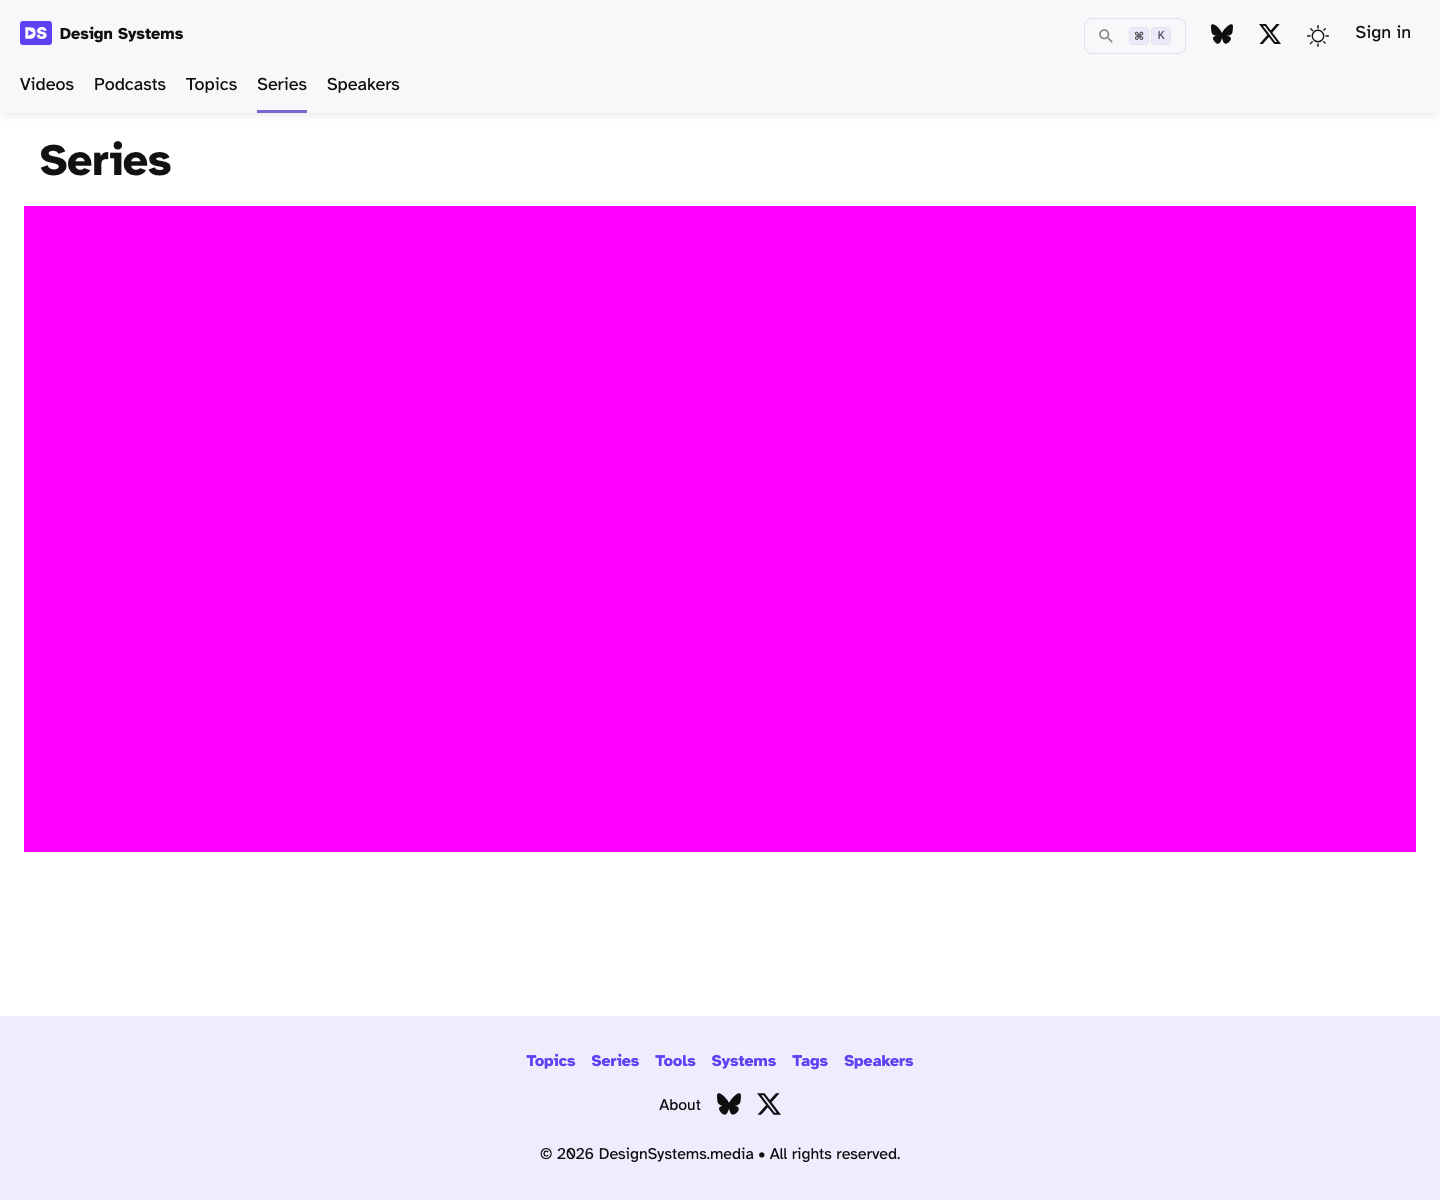 DS Design Systems
⌘ K
Sign in
Videos Podcasts Topics Series Speakers
Series
Topics Series Tools Systems Tags Speakers
About
© 2026 DesignSystems.media • All rights reserved.